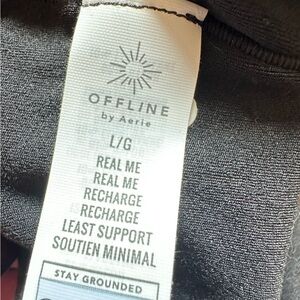 OFFLINE
by Aerie
L/G
REAL ME
REAL ME
RECHARGE
RECHARGE
LEAST SUPPORT
SOUTIEN MINIMAL
STAY GROUNDED